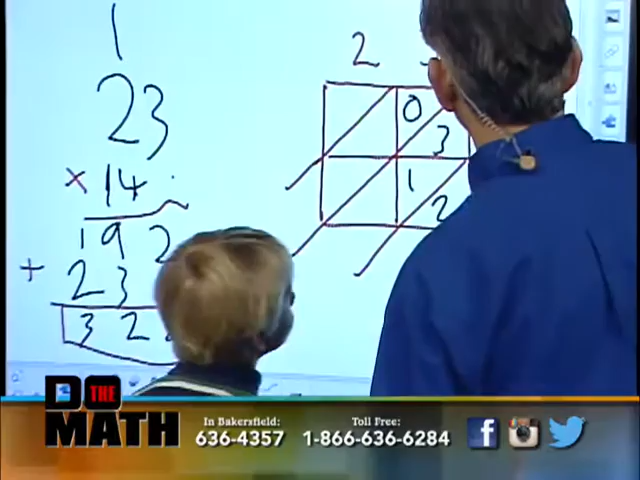 1
23
× 14
1 9 2
+ 2 3
3 2
2
0
3
1
2
DO THE MATH
In Bakersfield:
636-4357
Toll Free:
1-866-636-6284